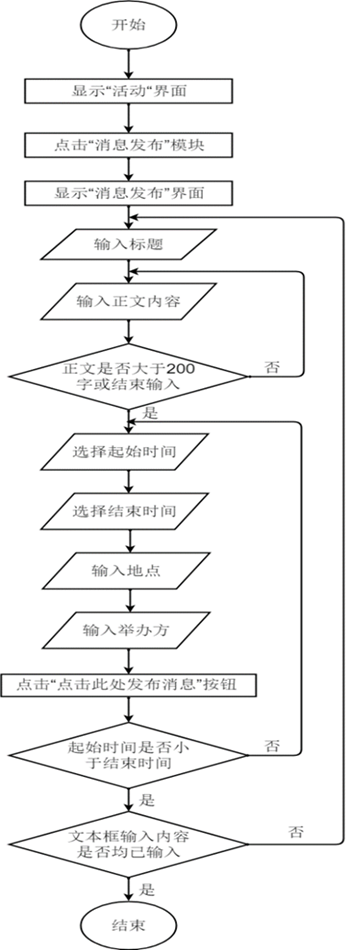 开始
显示“活动“界面
点击“消息发布”模块
显示“消息发布”界面
输入标题
输入正文内容
正文是否大于200
字或结束输入
否
是
选择起始时间
选择结束时间
输入地点
输入举办方
点击“点击此处发布消息”按钮
起始时间是否小
于结束时间
否
是
文本框输入内容
是否均已输入
否
是
结束